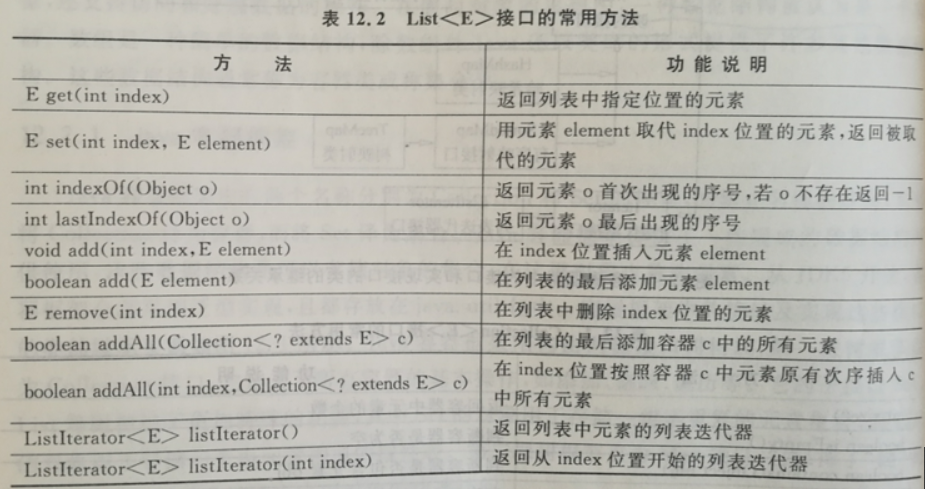 表 12.2 List<E>接口的常用方法
方 法 功 能 说 明
E get(int index) 返回列表中指定位置的元素
E set(int index, E element) 用元素 element 取代 index 位置的元素,返回被取
代的元素
int indexOf(Object o) 返回元素 o 首次出现的序号,若 o 不存在返回-1
int lastIndexOf(Object o) 返回元素 o 最后出现的序号
void add(int index,E element) 在 index 位置插入元素 element
boolean add(E element) 在列表的最后添加元素 element
E remove(int index) 在列表中删除 index 位置的元素
boolean addAll(Collection<? extends E> c) 在列表的最后添加容器 c 中的所有元素
boolean addAll(int index,Collection<? extends E> c) 在 index 位置按照容器 c 中元素原有次序插入 c
中所有元素
ListIterator<E> listIterator() 返回列表中元素的列表迭代器
ListIterator<E> listIterator(int index) 返回从 index 位置开始的列表迭代器